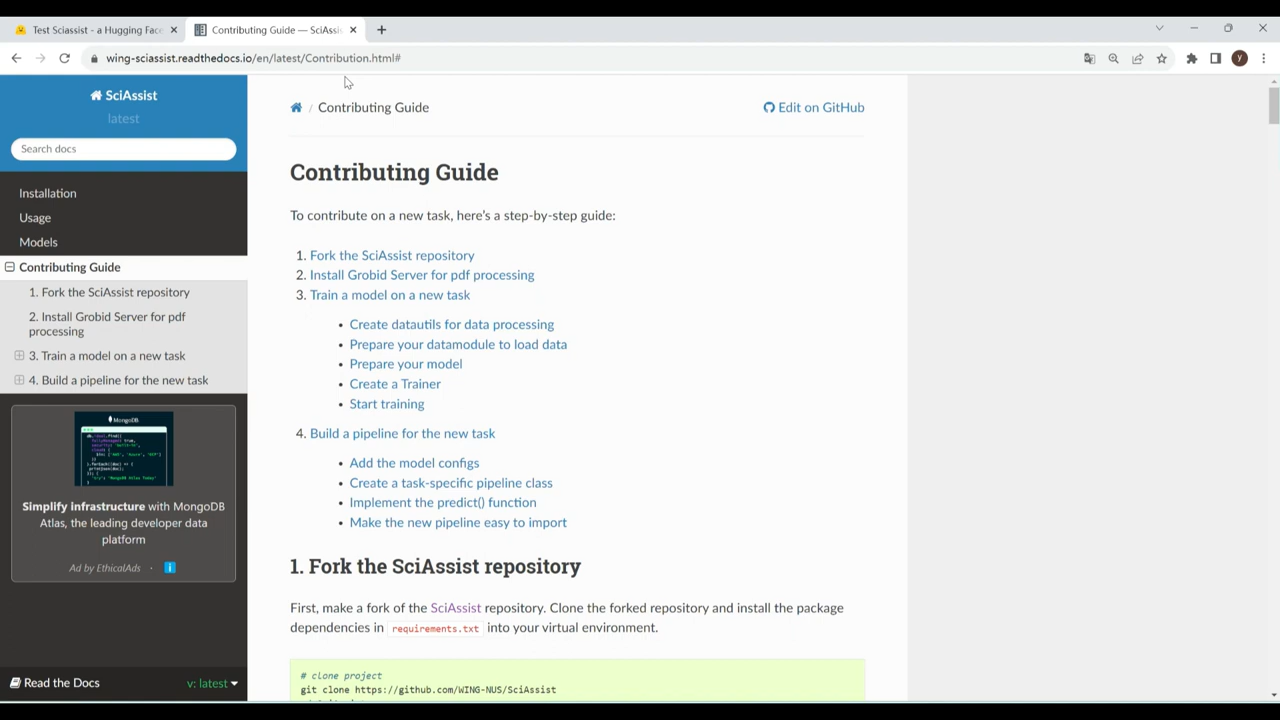 Test Sciassist - a Hugging Face
Contributing Guide — SciAssis
wing-sciassist.readthedocs.io/en/latest/Contribution.html#
y
SciAssist
latest
Search docs
Installation
Usage
Models
Contributing Guide
1. Fork the SciAssist repository
2. Install Grobid Server for pdf
processing
3. Train a model on a new task
4. Build a pipeline for the new task
MongoDB
Simplify infrastructure with MongoDB
Atlas, the leading developer data
platform
Ad by EthicalAds · i
Read the Docs
v: latest
/ Contributing Guide
Edit on GitHub
Contributing Guide
To contribute on a new task, here's a step-by-step guide:
1. Fork the SciAssist repository
2. Install Grobid Server for pdf processing
3. Train a model on a new task
• Create datautils for data processing
• Prepare your datamodule to load data
• Prepare your model
• Create a Trainer
• Start training
4. Build a pipeline for the new task
• Add the model configs
• Create a task-specific pipeline class
• Implement the predict() function
• Make the new pipeline easy to import
1. Fork the SciAssist repository
First, make a fork of the SciAssist repository. Clone the forked repository and install the package
dependencies in requirements.txt into your virtual environment.
# clone project
git clone https://github.com/WING-NUS/SciAssist